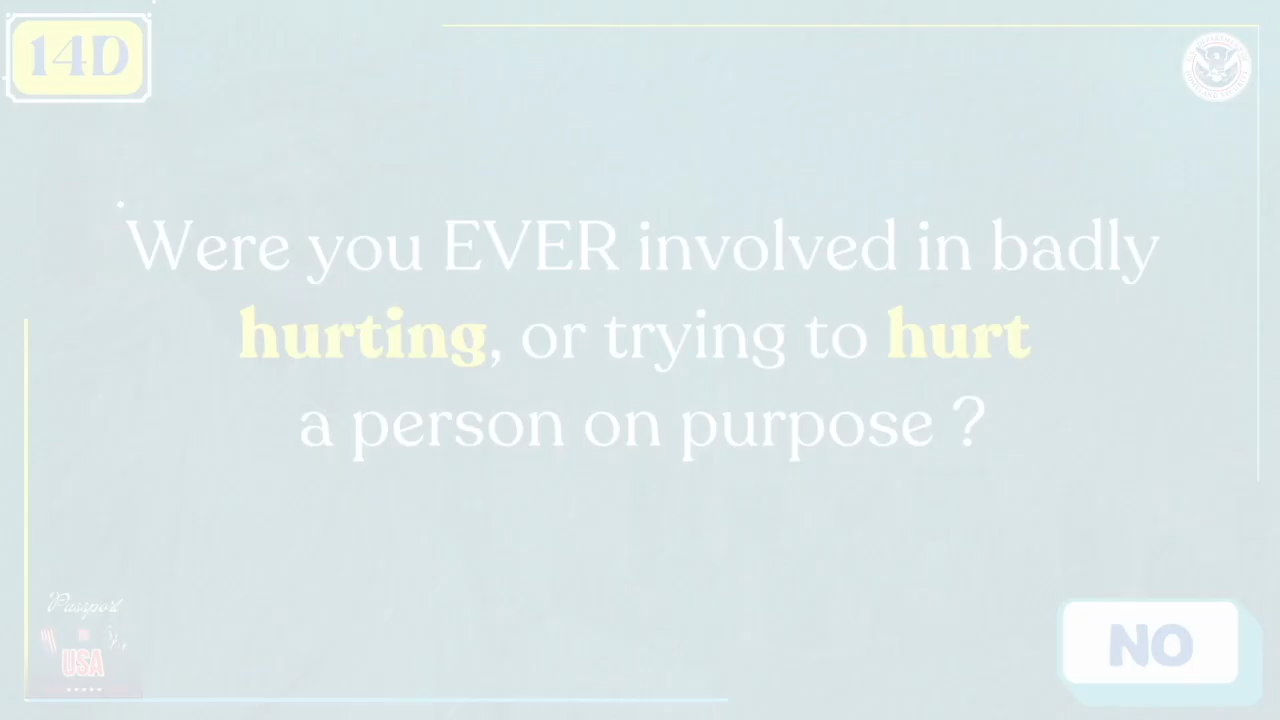 14D
Were you EVER involved in badly
hurting, or trying to hurt
a person on purpose ?
Passport
USA
NO